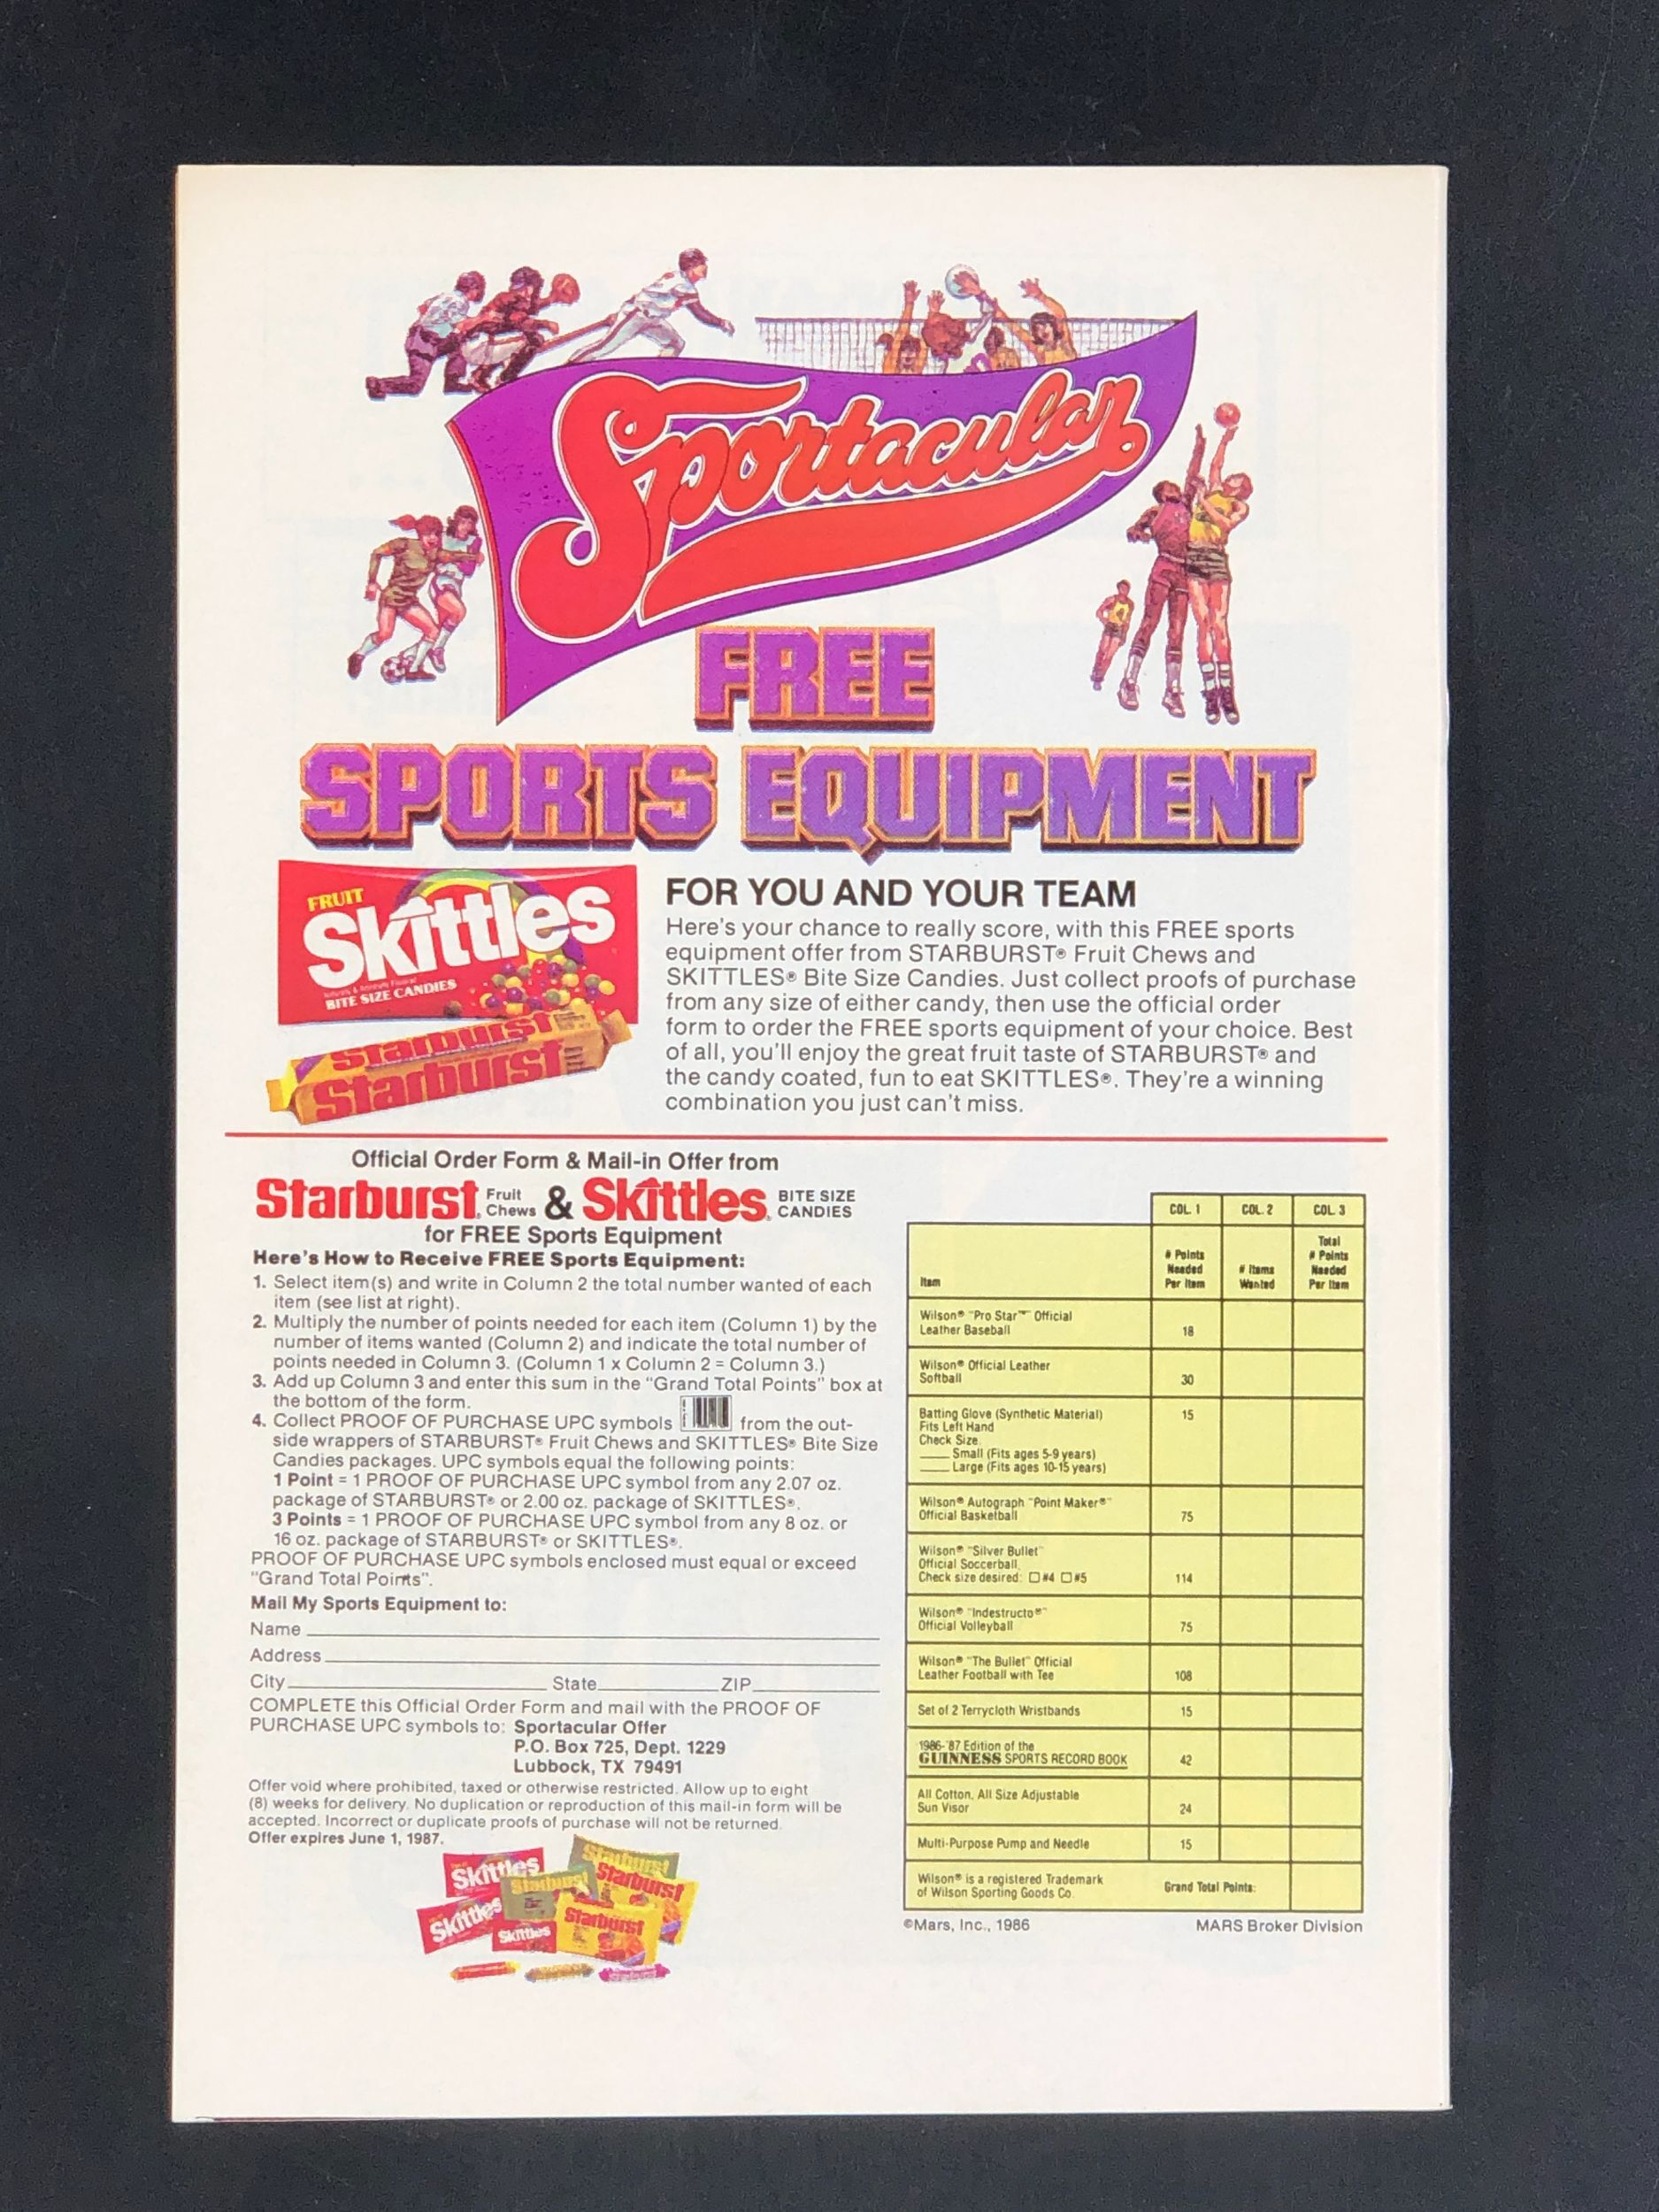 Sportacular
FREE
SPORTS EQUIPMENT
FRUIT
Skittles
BITE SIZE CANDIES
Starburst
Starburst
FOR YOU AND YOUR TEAM
Here's your chance to really score, with this FREE sports
equipment offer from STARBURST® Fruit Chews and
SKITTLES® Bite Size Candies. Just collect proofs of purchase
from any size of either candy, then use the official order
form to order the FREE sports equipment of your choice. Best
of all, you'll enjoy the great fruit taste of STARBURST® and
the candy coated, fun to eat SKITTLES®. They're a winning
combination you just can't miss.
Official Order Form & Mail-in Offer from
Starburst® Fruit Chews & Skittles® BITE SIZE CANDIES
for FREE Sports Equipment
Here's How to Receive FREE Sports Equipment:
1. Select item(s) and write in Column 2 the total number wanted of each
item (see list at right).
2. Multiply the number of points needed for each item (Column 1) by the
number of items wanted (Column 2) and indicate the total number of
points needed in Column 3. (Column 1 x Column 2 = Column 3.)
3. Add up Column 3 and enter this sum in the "Grand Total Points" box at
the bottom of the form.
4. Collect PROOF OF PURCHASE UPC symbols from the out-
side wrappers of STARBURST® Fruit Chews and SKITTLES® Bite Size
Candies packages. UPC symbols equal the following points:
1 Point = 1 PROOF OF PURCHASE UPC symbol from any 2.07 oz.
package of STARBURST® or 2.00 oz. package of SKITTLES®.
3 Points = 1 PROOF OF PURCHASE UPC symbol from any 8 oz. or
16 oz. package of STARBURST® or SKITTLES®.
PROOF OF PURCHASE UPC symbols enclosed must equal or exceed
"Grand Total Points".
Mail My Sports Equipment to:
Name
Address
City State ZIP
COMPLETE this Official Order Form and mail with the PROOF OF
PURCHASE UPC symbols to: Sportacular Offer
P.O. Box 725, Dept. 1229
Lubbock, TX 79491
Offer void where prohibited, taxed or otherwise restricted. Allow up to eight
(8) weeks for delivery. No duplication or reproduction of this mail-in form will be
accepted. Incorrect or duplicate proofs of purchase will not be returned.
Offer expires June 1, 1987.
Skittles
Starburst
Starburst
Starburst
Skittles
Skittles
Starburst
COL. 1 COL. 2 COL. 3
Item # Points Needed Per Item # Items Wanted Total # Points Needed Per Item
Wilson® "Pro Star™" Official
Leather Baseball 18
Wilson® Official Leather
Softball 30
Batting Glove (Synthetic Material) 15
Fits Left Hand
Check Size
Small (Fits ages 5-9 years)
Large (Fits ages 10-15 years)
Wilson® Autograph "Point Maker®"
Official Basketball 75
Wilson® "Silver Bullet"
Official Soccerball,
Check size desired: □ #4 □ #5 114
Wilson® "Indestructo®"
Official Volleyball 75
Wilson® "The Bullet" Official
Leather Football with Tee 108
Set of 2 Terrycloth Wristbands 15
1986-'87 Edition of the
GUINNESS SPORTS RECORD BOOK 42
All Cotton, All Size Adjustable
Sun Visor 24
Multi-Purpose Pump and Needle 15
Wilson® is a registered Trademark
of Wilson Sporting Goods Co. Grand Total Points:
©Mars, Inc., 1986 MARS Broker Division